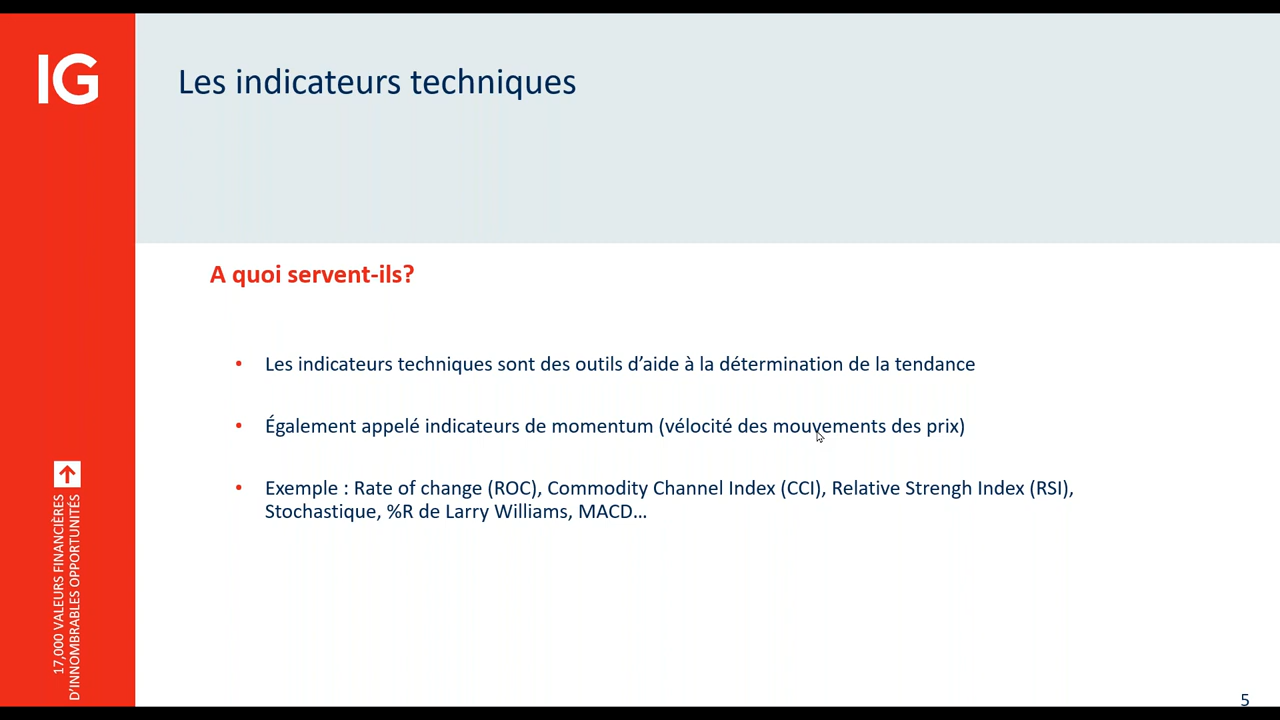 IG
Les indicateurs techniques
A quoi servent-ils?
• Les indicateurs techniques sont des outils d’aide à la détermination de la tendance
• Également appelé indicateurs de momentum (vélocité des mouvements des prix)
• Exemple : Rate of change (ROC), Commodity Channel Index (CCI), Relative Strengh Index (RSI),
Stochastique, %R de Larry Williams, MACD…
17,000 VALEURS FINANCIÈRES
D’INNOMBRABLES OPPORTUNITÉS
5